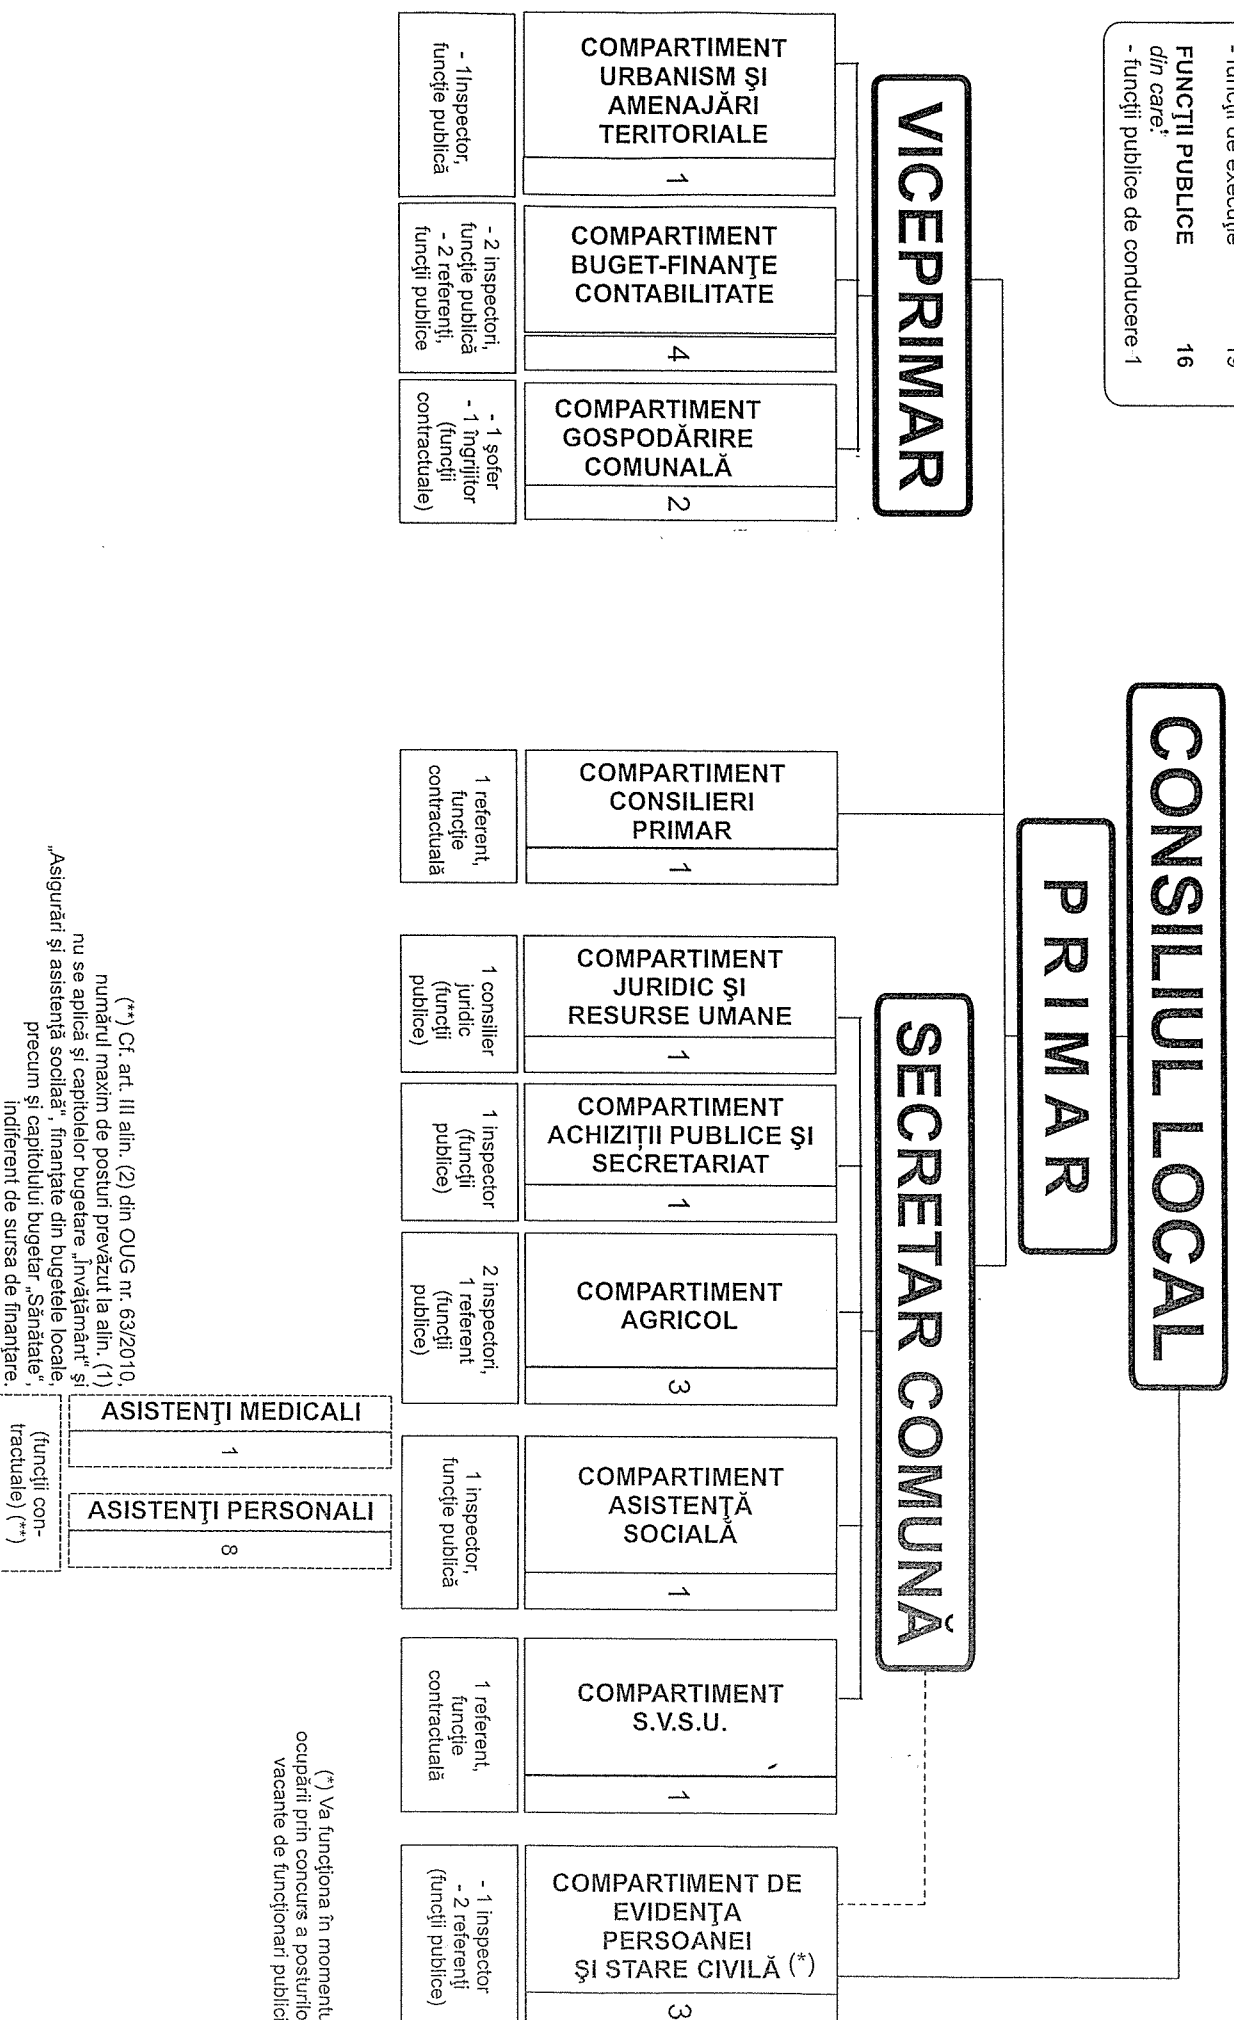 - funcţii de execuţie 19
FUNCŢII PUBLICE 16
din care:
- funcţii publice de conducere-1
CONSILIUL LOCAL
PRIMAR
VICEPRIMAR
SECRETAR COMUNĂ
COMPARTIMENT
URBANISM ŞI
AMENAJĂRI
TERITORIALE
1
- 1Inspector,
funcţie publică
COMPARTIMENT
BUGET-FINANŢE
CONTABILITATE
4
- 2 inspectori,
funcţie publică
- 2 referenţi,
funcţii publice
COMPARTIMENT
GOSPODĂRIRE
COMUNALĂ
2
- 1 şofer
- 1 îngrijitor
(funcţii
contractuale)
COMPARTIMENT
CONSILIERI
PRIMAR
1
1 referent,
funcţie
contractuală
COMPARTIMENT
JURIDIC ŞI
RESURSE UMANE
1
1 consilier
juridic
(funcţii
publice)
COMPARTIMENT
ACHIZIŢII PUBLICE ŞI
SECRETARIAT
1
1 inspector
(funcţii
publice)
COMPARTIMENT
AGRICOL
3
2 inspectori,
1 referent
(funcţii
publice)
COMPARTIMENT
ASISTENŢĂ
SOCIALĂ
1
1 inspector,
funcţie publică
COMPARTIMENT
S.V.S.U.
1
1 referent,
funcţie
contractuală
COMPARTIMENT DE
EVIDENŢA
PERSOANEI
ŞI STARE CIVILĂ (*)
3
- 1 inspector
- 2 referenţi
(funcţii publice)
ASISTENŢI MEDICALI
1
ASISTENŢI PERSONALI
8
(funcţii con-
tractuale) (**)
(**) Cf. art. III alin. (2) din OUG nr. 63/2010,
numărul maxim de posturi prevăzut la alin. (1)
nu se aplică şi capitolelor bugetare „Învăţământ“ şi
„Asigurări şi asistenţă socilaă“, finanţate din bugetele locale,
precum şi capitolului bugetar „Sănătate“,
indiferent de sursa de finanţare.
(*) Va funcţiona în momentu
ocupării prin concurs a posturilo
vacante de funcţionari publici